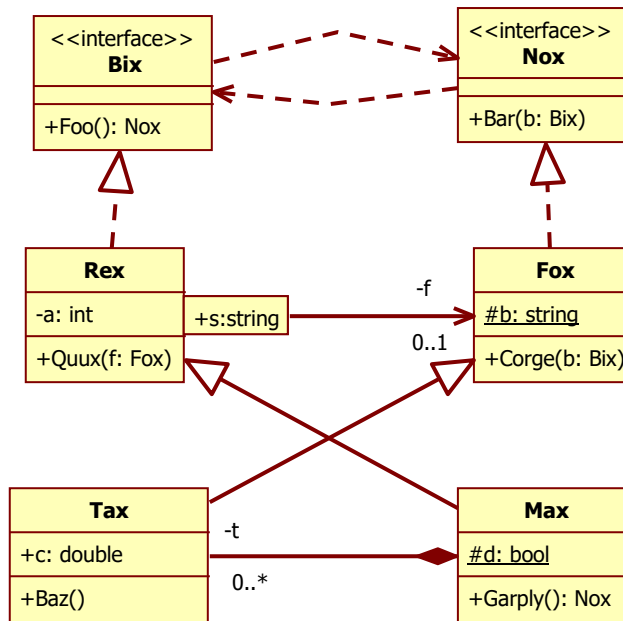 <<interface>>
Bix
+Foo(): Nox
<<interface>>
Nox
+Bar(b: Bix)
Rex
-a: int
+Quux(f: Fox)
+s:string
-f
0..1
Fox
#b: string
+Corge(b: Bix)
Tax
+c: double
+Baz()
-t
0..*
Max
#d: bool
+Garply(): Nox